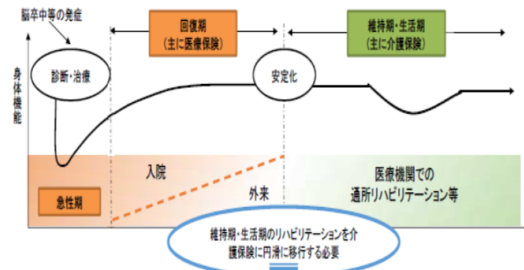 脳卒中等の発症
回復期
(主に医療保険)
維持期・生活期
(主に介護保険)
診断・治療
安定化
身体機能
入院
外来
急性期
医療機関での
通所リハビリテーション等
維持期・生活期のリハビリテーションを介
護保険に円滑に移行する必要